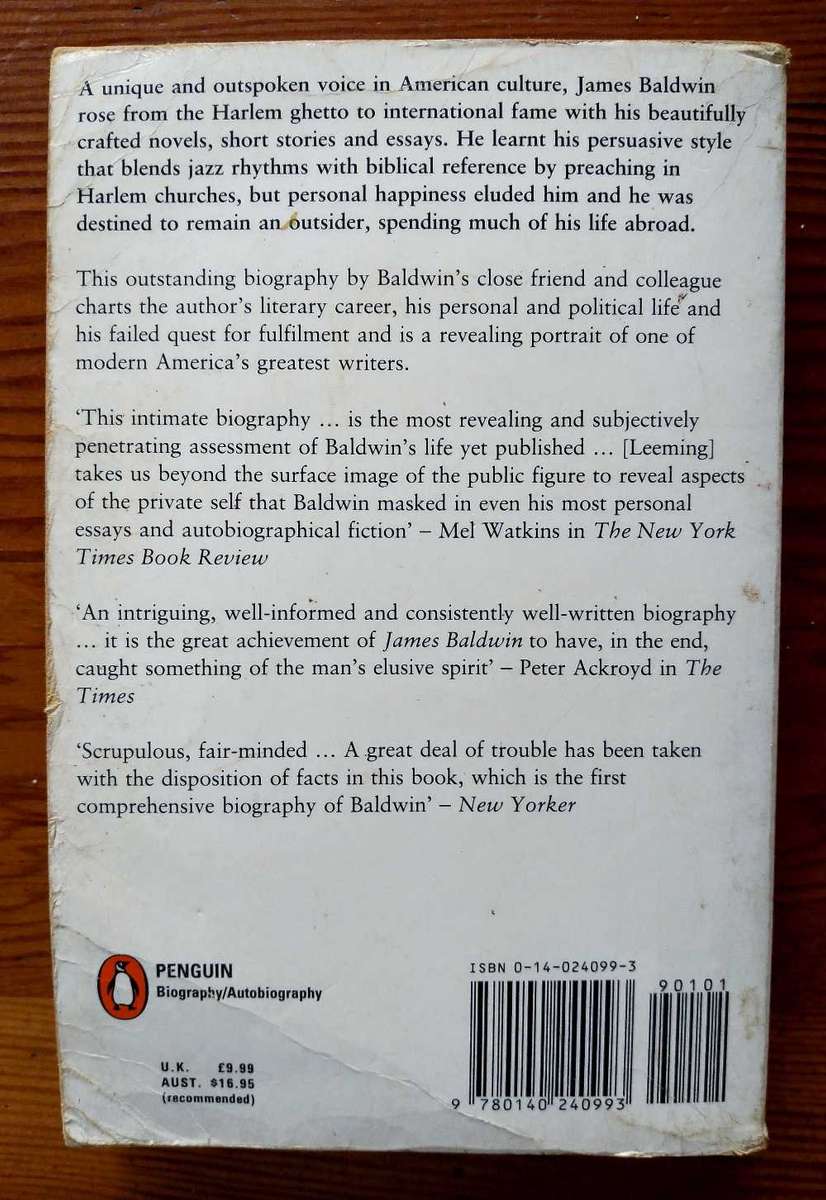 A unique and outspoken voice in American culture, James Baldwin
rose from the Harlem ghetto to international fame with his beautifully
crafted novels, short stories and essays. He learnt his persuasive style
that blends jazz rhythms with biblical reference by preaching in
Harlem churches, but personal happiness eluded him and he was
destined to remain an outsider, spending much of his life abroad.
This outstanding biography by Baldwin's close friend and colleague
charts the author's literary career, his personal and political life and
his failed quest for fulfilment and is a revealing portrait of one of
modern America's greatest writers.
‘This intimate biography … is the most revealing and subjectively
penetrating assessment of Baldwin's life yet published … [Leeming]
takes us beyond the surface image of the public figure to reveal aspects
of the private self that Baldwin masked in even his most personal
essays and autobiographical fiction’ – Mel Watkins in The New York
Times Book Review
‘An intriguing, well-informed and consistently well-written biography
… it is the great achievement of James Baldwin to have, in the end,
caught something of the man's elusive spirit’ – Peter Ackroyd in The
Times
‘Scrupulous, fair-minded … A great deal of trouble has been taken
with the disposition of facts in this book, which is the first
comprehensive biography of Baldwin’ – New Yorker
PENGUIN
Biography/Autobiography
U.K. £9.99
AUST. $16.95
(recommended)
ISBN 0-14-024099-3
90101
9 780140 240993